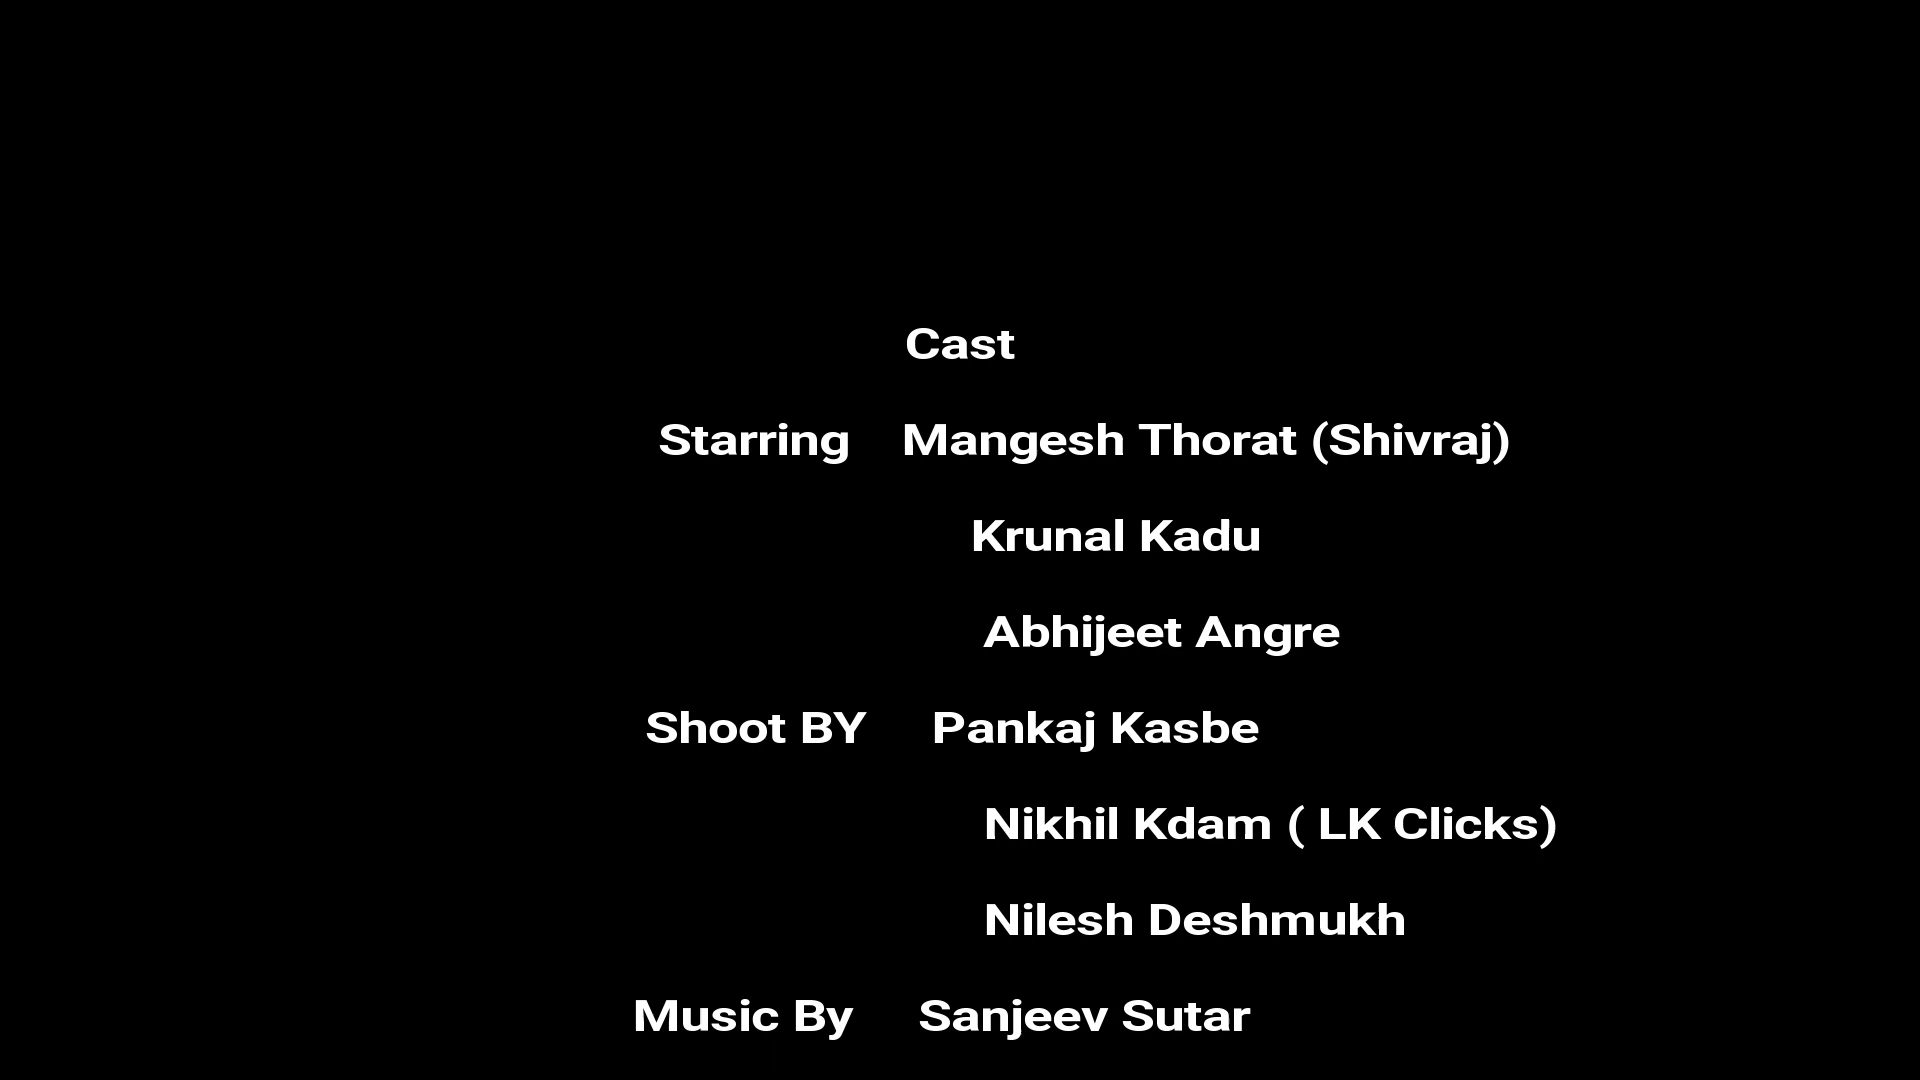 Cast
Starring Mangesh Thorat (Shivraj)
Krunal Kadu
Abhijeet Angre
Shoot BY Pankaj Kasbe
Nikhil Kdam ( LK Clicks)
Nilesh Deshmukh
Music By Sanjeev Sutar